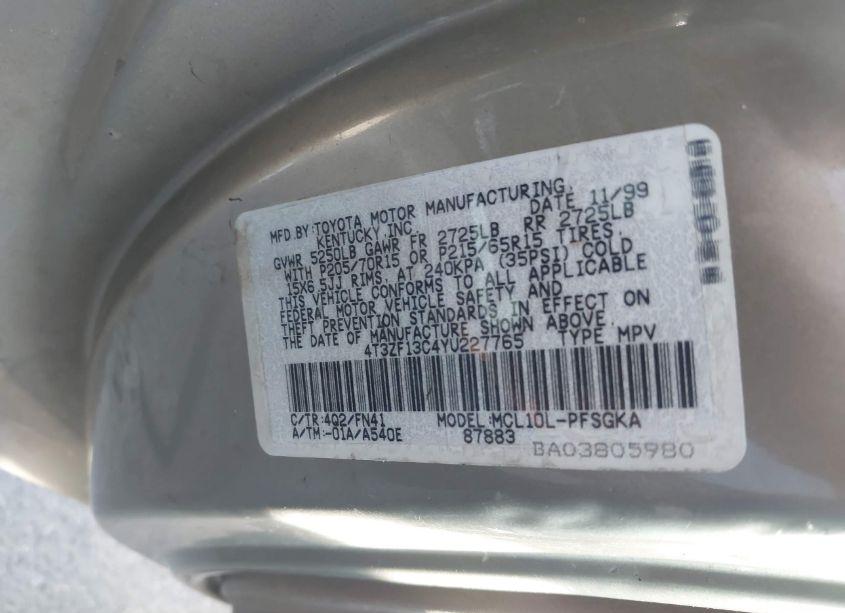 MFD BY:TOYOTA MOTOR MANUFACTURING,
KENTUCKY,INC. DATE 11/99
GVWR 5250LB GAWR FR 2725LB RR 2725LB
WITH P205/70R15 OR P215/65R15 TIRES,
15X6.5JJ RIMS, AT 240KPA (35PSI) COLD
THIS VEHICLE CONFORMS TO ALL APPLICABLE
FEDERAL MOTOR VEHICLE SAFETY AND
THEFT PREVENTION STANDARDS IN EFFECT ON
THE DATE OF MANUFACTURE SHOWN ABOVE.
4T3ZF13C4YU227765 TYPE MPV
C/TR:4Q2/FN41 MODEL:MCL10L-PFSGKA
A/TM:-01A/A540E 87883
BA03805980